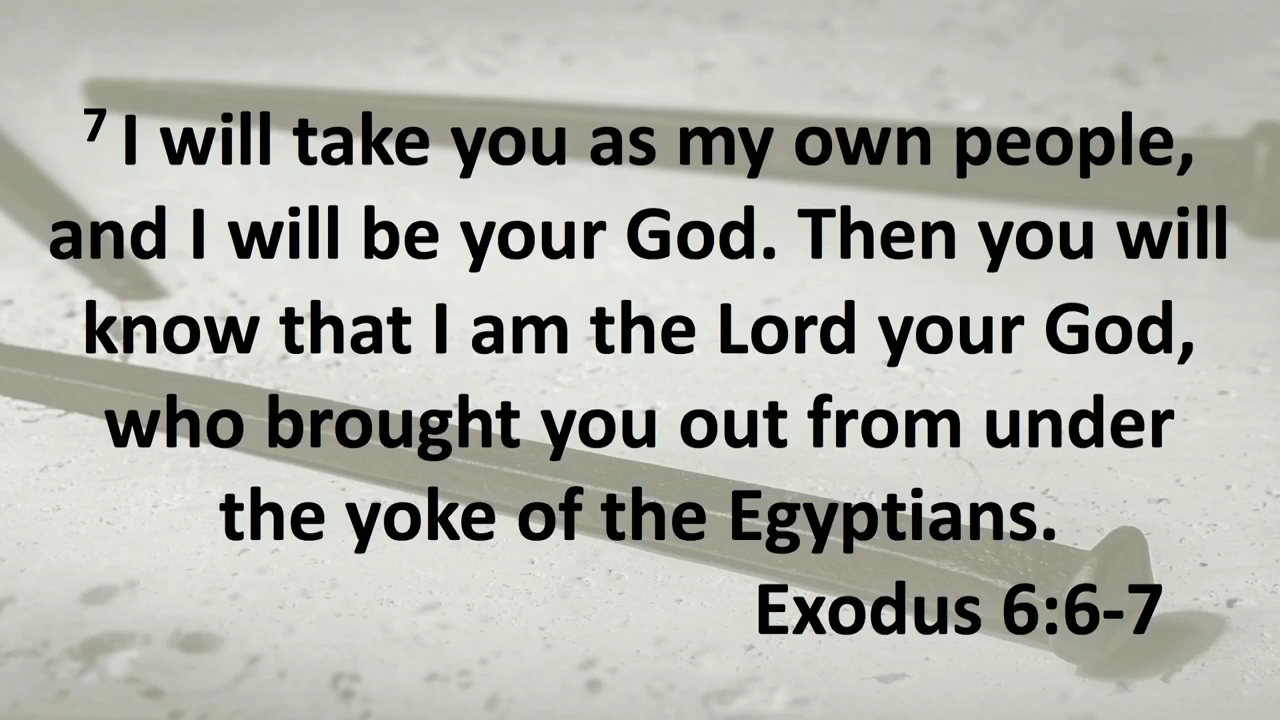 ⁷ I will take you as my own people,
and I will be your God. Then you will
know that I am the Lord your God,
who brought you out from under
the yoke of the Egyptians.
Exodus 6:6-7